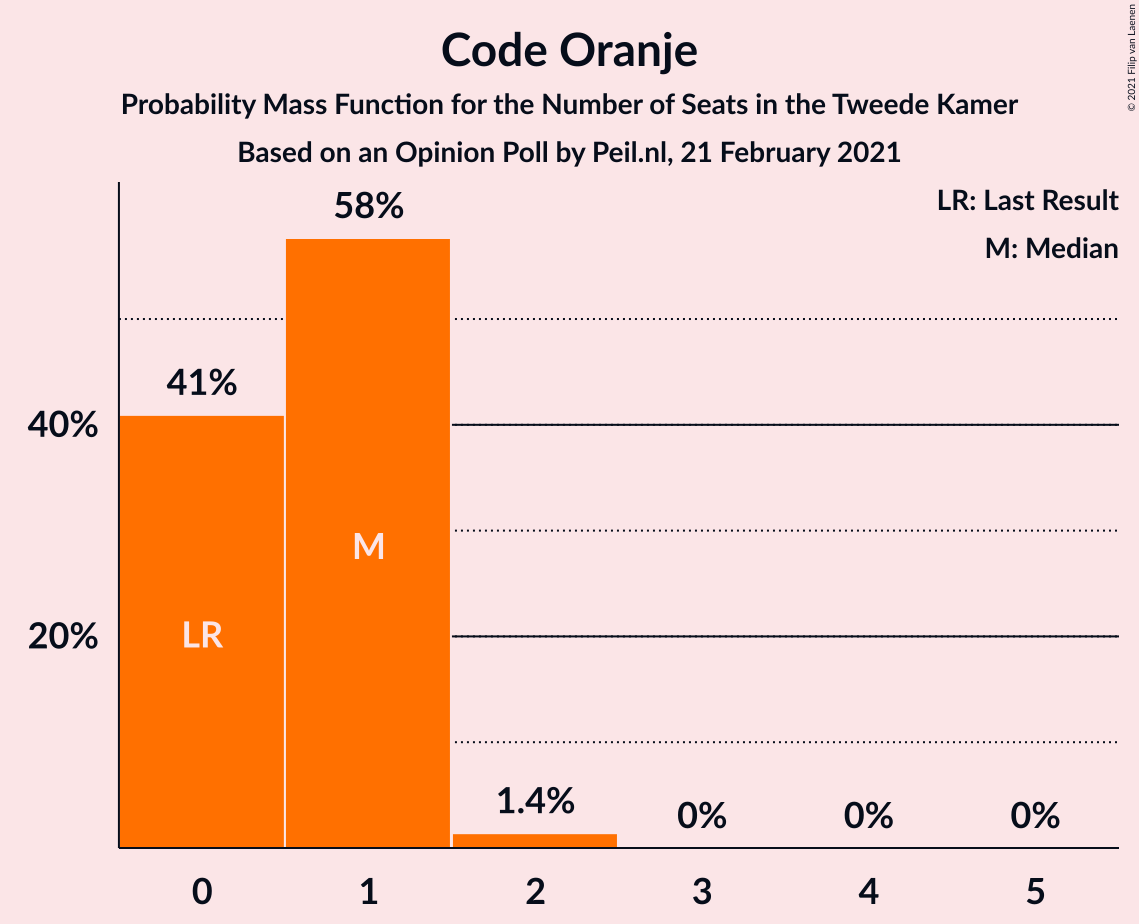 Code Oranje
Probability Mass Function for the Number of Seats in the Tweede Kamer
Based on an Opinion Poll by Peil.nl, 21 February 2021
© 2021 Filip van Laenen
LR: Last Result
M: Median
58%
41%
40%
M
LR
20%
1.4%
0%
0%
0%
0
1
2
3
4
5